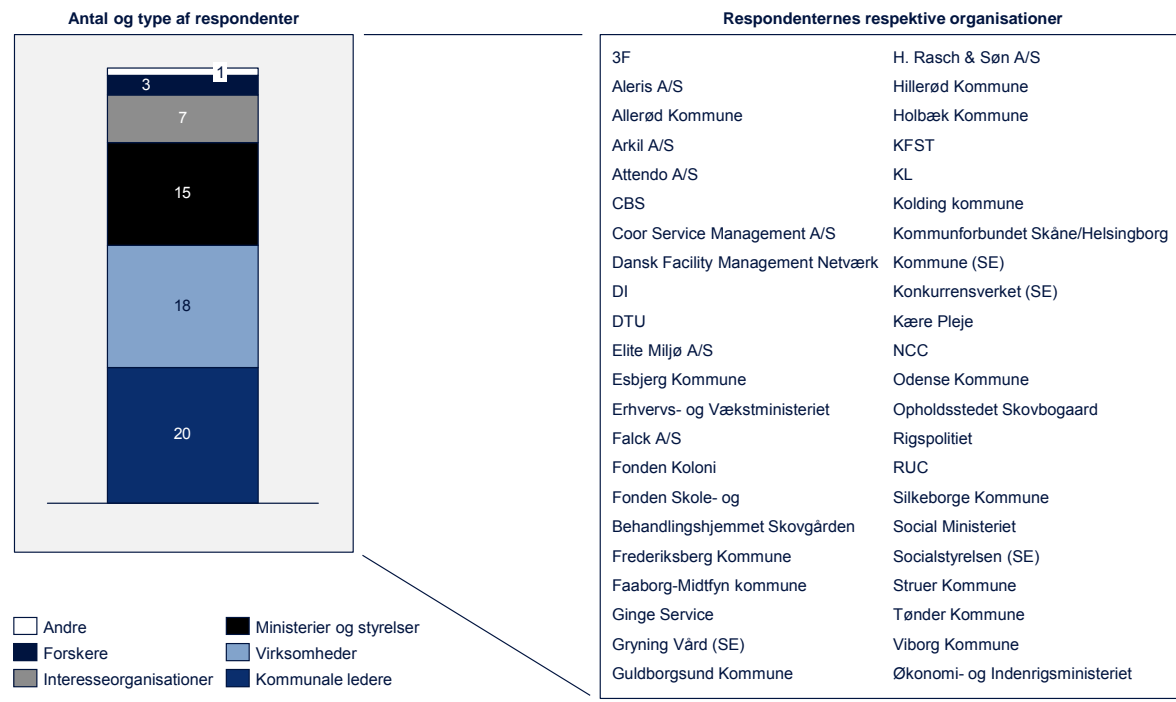 Antal og type af respondenter
1
3
7
15
18
20
Andre
Forskere
Interesseorganisationer
Ministerier og styrelser
Virksomheder
Kommunale ledere
Respondenternes respektive organisationer
3F
Aleris A/S
Allerød Kommune
Arkil A/S
Attendo A/S
CBS
Coor Service Management A/S
Dansk Facility Management Netværk
DI
DTU
Elite Miljø A/S
Esbjerg Kommune
Erhvervs- og Vækstministeriet
Falck A/S
Fonden Koloni
Fonden Skole- og
Behandlingshjemmet Skovgården
Frederiksberg Kommune
Faaborg-Midtfyn kommune
Ginge Service
Gryning Vård (SE)
Guldborgsund Kommune
H. Rasch & Søn A/S
Hillerød Kommune
Holbæk Kommune
KFST
KL
Kolding kommune
Kommunforbundet Skåne/Helsingborg
Kommune (SE)
Konkurrensverket (SE)
Kære Pleje
NCC
Odense Kommune
Opholdsstedet Skovbogaard
Rigspolitiet
RUC
Silkeborge Kommune
Social Ministeriet
Socialstyrelsen (SE)
Struer Kommune
Tønder Kommune
Viborg Kommune
Økonomi- og Indenrigsministeriet